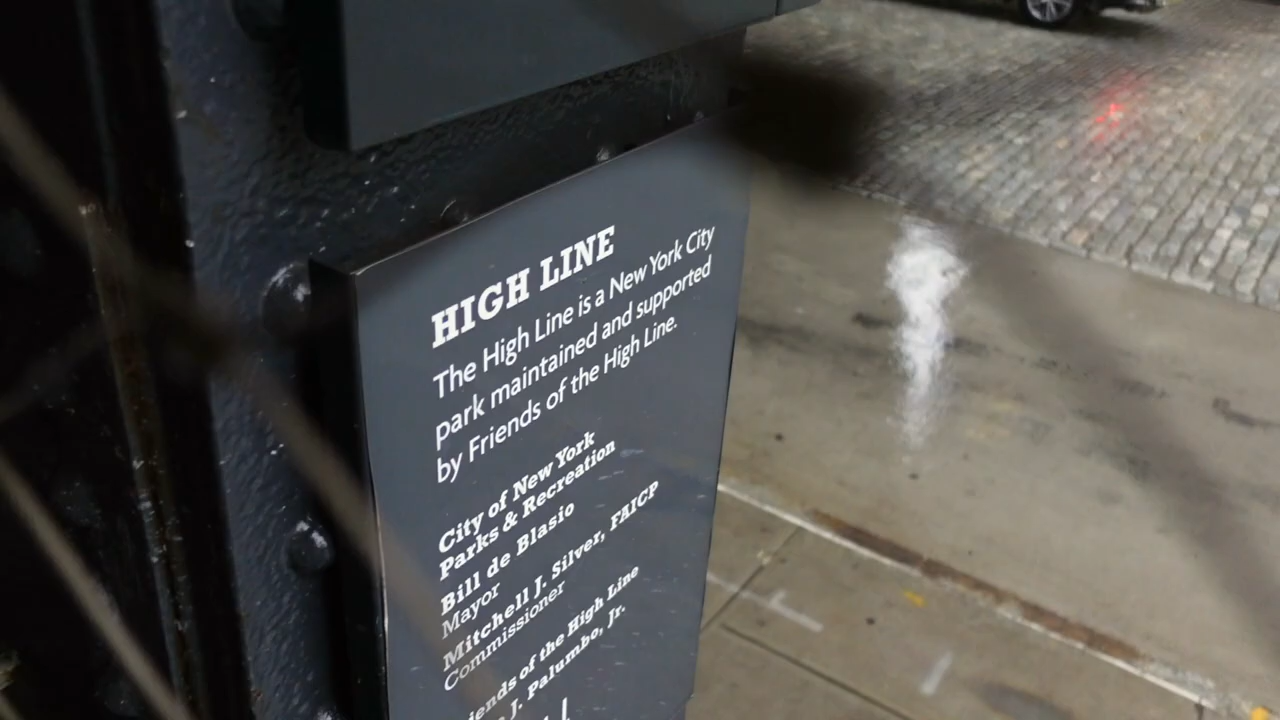 HIGH LINE
The High Line is a New York City
park maintained and supported
by Friends of the High Line.
City of New York
Parks & Recreation
Bill de Blasio
Mayor
Mitchell J. Silver, FAICP
Commissioner
of the High Line
J. Palumbo, Jr.